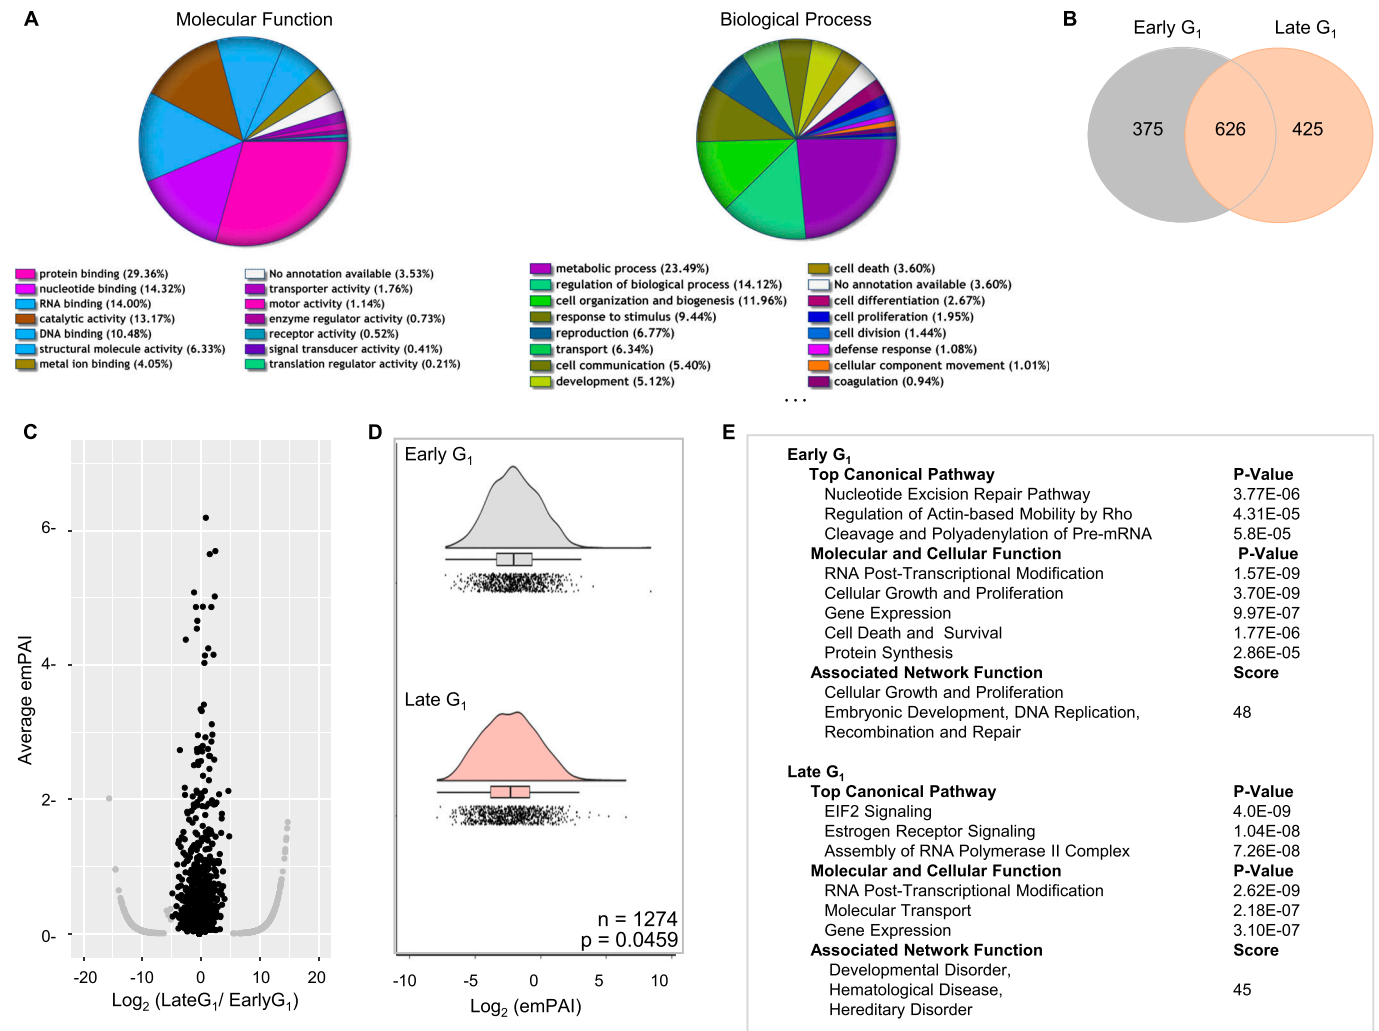 A
Molecular Function
Biological Process
B
Early G1
Late G1
375
626
425
protein binding (29.36%)
nucleotide binding (14.32%)
RNA binding (14.00%)
catalytic activity (13.17%)
DNA binding (10.48%)
structural molecule activity (6.33%)
metal ion binding (4.05%)
No annotation available (3.53%)
transporter activity (1.76%)
motor activity (1.14%)
enzyme regulator activity (0.73%)
receptor activity (0.52%)
signal transducer activity (0.41%)
translation regulator activity (0.21%)
metabolic process (23.49%)
regulation of biological process (14.12%)
cell organization and biogenesis (11.96%)
response to stimulus (9.44%)
reproduction (6.77%)
transport (6.34%)
cell communication (5.40%)
development (5.12%)
cell death (3.60%)
No annotation available (3.60%)
cell differentiation (2.67%)
cell proliferation (1.95%)
cell division (1.44%)
defense response (1.08%)
cellular component movement (1.01%)
coagulation (0.94%)
...
C
Average emPAI
6-
4-
2-
0-
-20 -10 0 10 20
Log2 (LateG1/ EarlyG1)
D
Early G1
Late G1
n = 1274
p = 0.0459
-10 -5 0 5 10
Log2 (emPAI)
E
Early G1
Top Canonical Pathway P-Value
Nucleotide Excision Repair Pathway 3.77E-06
Regulation of Actin-based Mobility by Rho 4.31E-05
Cleavage and Polyadenylation of Pre-mRNA 5.8E-05
Molecular and Cellular Function P-Value
RNA Post-Transcriptional Modification 1.57E-09
Cellular Growth and Proliferation 3.70E-09
Gene Expression 9.97E-07
Cell Death and Survival 1.77E-06
Protein Synthesis 2.86E-05
Associated Network Function Score
Cellular Growth and Proliferation
Embryonic Development, DNA Replication, 48
Recombination and Repair
Late G1
Top Canonical Pathway P-Value
EIF2 Signaling 4.0E-09
Estrogen Receptor Signaling 1.04E-08
Assembly of RNA Polymerase II Complex 7.26E-08
Molecular and Cellular Function P-Value
RNA Post-Transcriptional Modification 2.62E-09
Molecular Transport 2.18E-07
Gene Expression 3.10E-07
Associated Network Function Score
Developmental Disorder,
Hematological Disease, 45
Hereditary Disorder